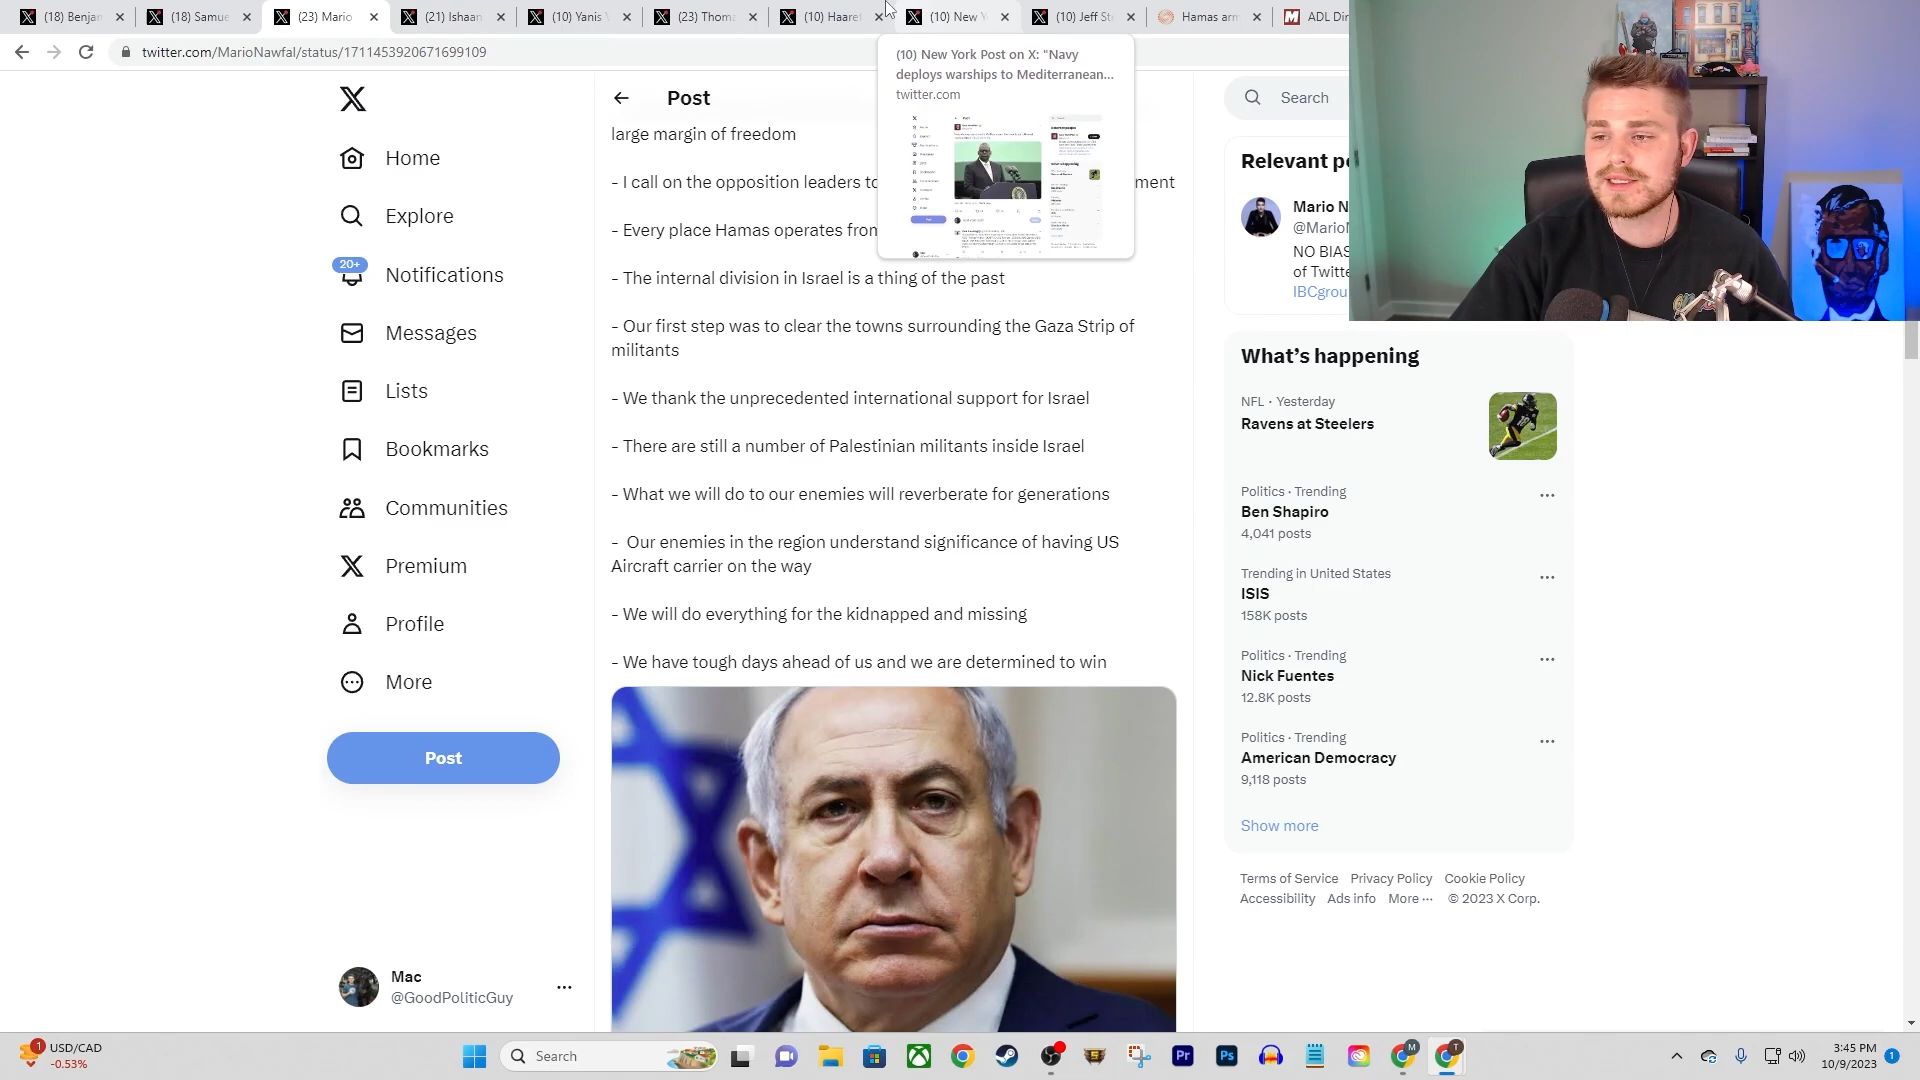 (18) Benjan
(18) Samue
(23) Mario
(21) Ishaan
(10) Yanis V
(23) Thoma
(10) Haaret
(10) New Y
(10) Jeff St
Hamas arm
ADL Dir
twitter.com/MarioNawfal/status/1711453920671699109
(10) New York Post on X: "Navy
deploys warships to Mediterranean...
twitter.com
Home
Explore
20+
Notifications
Messages
Lists
Bookmarks
Communities
Premium
Profile
More
Post
Mac
@GoodPoliticGuy
Post
large margin of freedom
- I call on the opposition leaders to
ment
- Every place Hamas operates from
- The internal division in Israel is a thing of the past
- Our first step was to clear the towns surrounding the Gaza Strip of
militants
- We thank the unprecedented international support for Israel
- There are still a number of Palestinian militants inside Israel
- What we will do to our enemies will reverberate for generations
- Our enemies in the region understand significance of having US
Aircraft carrier on the way
- We will do everything for the kidnapped and missing
- We have tough days ahead of us and we are determined to win
Search
Relevant pe
Mario N
@Mario
NO BIAS
of Twitte
IBCgrou
What's happening
NFL · Yesterday
Ravens at Steelers
Politics · Trending
Ben Shapiro
4,041 posts
Trending in United States
ISIS
158K posts
Politics · Trending
Nick Fuentes
12.8K posts
Politics · Trending
American Democracy
9,118 posts
Show more
Terms of Service Privacy Policy Cookie Policy
Accessibility Ads info More ··· © 2023 X Corp.
1
USD/CAD
-0.53%
Search
Pr
Ps
M
T
3:45 PM
10/9/2023
1